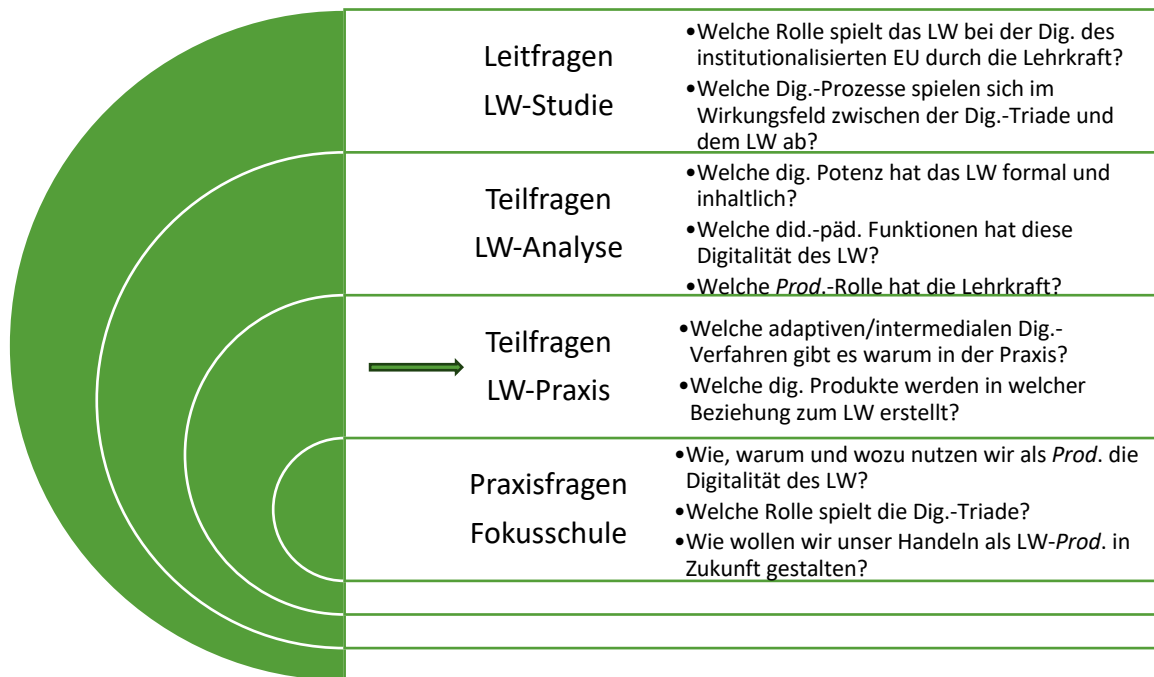 Leitfragen
LW-Studie
•Welche Rolle spielt das LW bei der Dig. des
institutionalisierten EU durch die Lehrkraft?
•Welche Dig.-Prozesse spielen sich im
Wirkungsfeld zwischen der Dig.-Triade und
dem LW ab?
Teilfragen
LW-Analyse
•Welche dig. Potenz hat das LW formal und
inhaltlich?
•Welche did.-päd. Funktionen hat diese
Digitalität des LW?
•Welche Prod.-Rolle hat die Lehrkraft?
Teilfragen
LW-Praxis
•Welche adaptiven/intermedialen Dig.-
Verfahren gibt es warum in der Praxis?
•Welche dig. Produkte werden in welcher
Beziehung zum LW erstellt?
Praxisfragen
Fokusschule
•Wie, warum und wozu nutzen wir als Prod. die
Digitalität des LW?
•Welche Rolle spielt die Dig.-Triade?
•Wie wollen wir unser Handeln als LW-Prod. in
Zukunft gestalten?